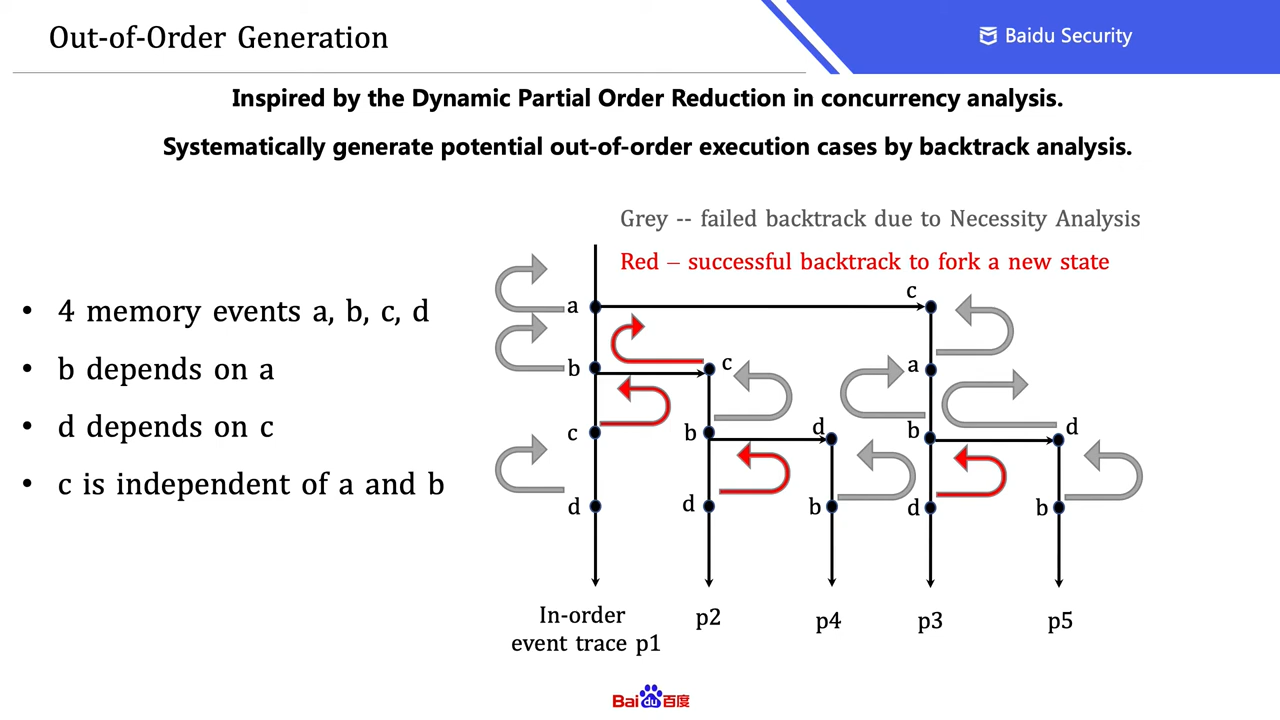 Out-of-Order Generation
Baidu Security
Inspired by the Dynamic Partial Order Reduction in concurrency analysis.
Systematically generate potential out-of-order execution cases by backtrack analysis.
Grey -- failed backtrack due to Necessity Analysis
Red – successful backtrack to fork a new state
• 4 memory events a, b, c, d
• b depends on a
• d depends on c
• c is independent of a and b
a
c
b
c
a
c
b
d
b
d
d
d
b
d
b
In-order
event trace p1
p2
p4
p3
p5
Bai du 百度